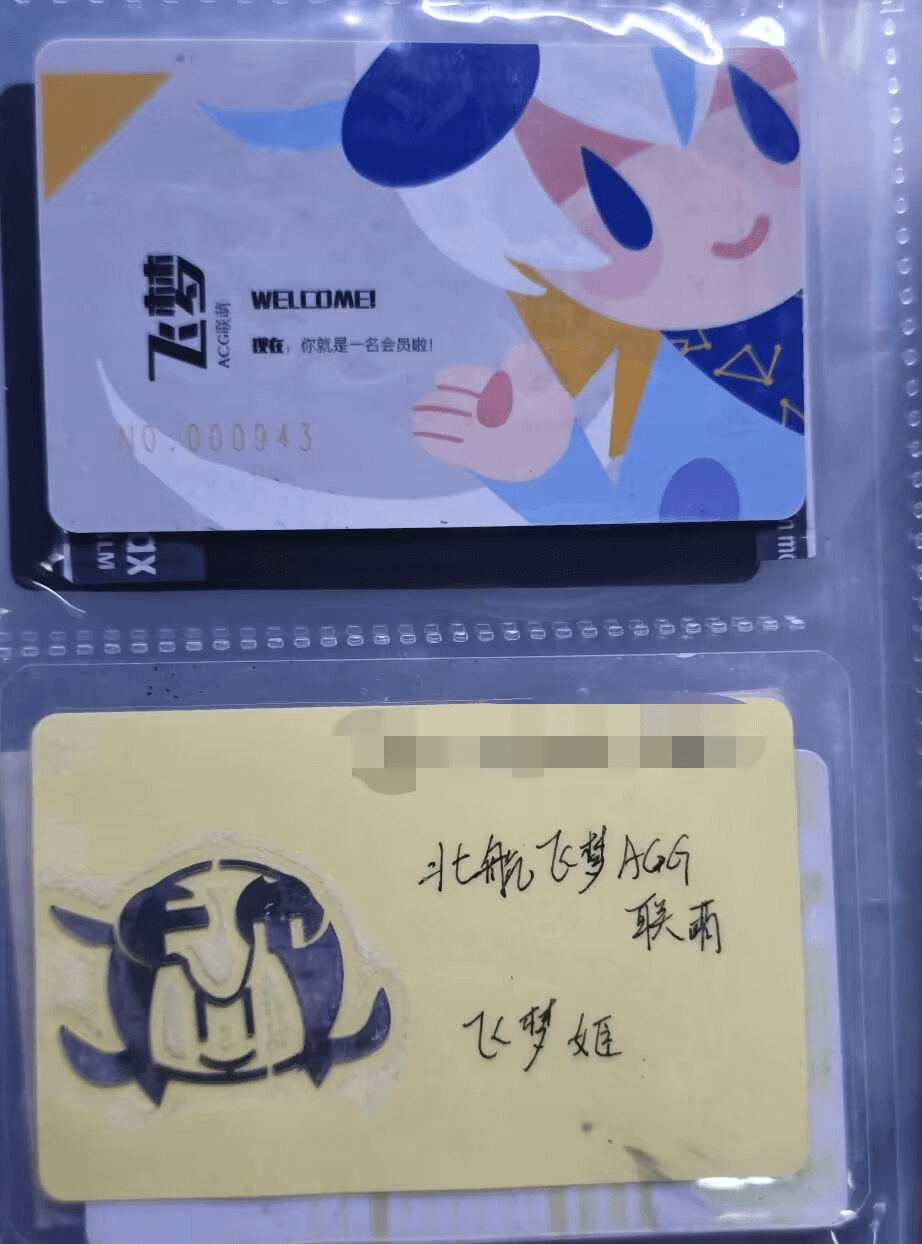 飞梦
ACG联萌
WELCOME!
现在，你就是一名会员啦！
NO.000943
北航飞梦AGG
联萌
飞梦姬